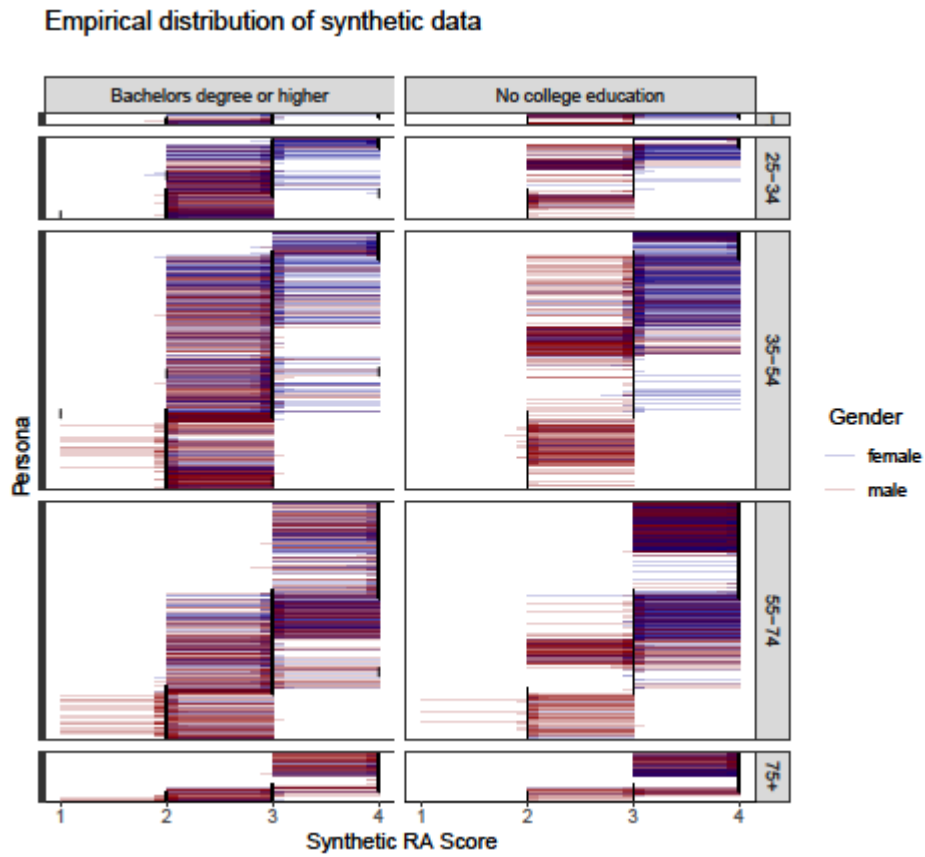 Empirical distribution of synthetic data
Bachelors degree or higher
No college education
25−34
35−54
55−74
75+
Persona
Gender
female
male
1 2 3 4
1 2 3 4
Synthetic RA Score